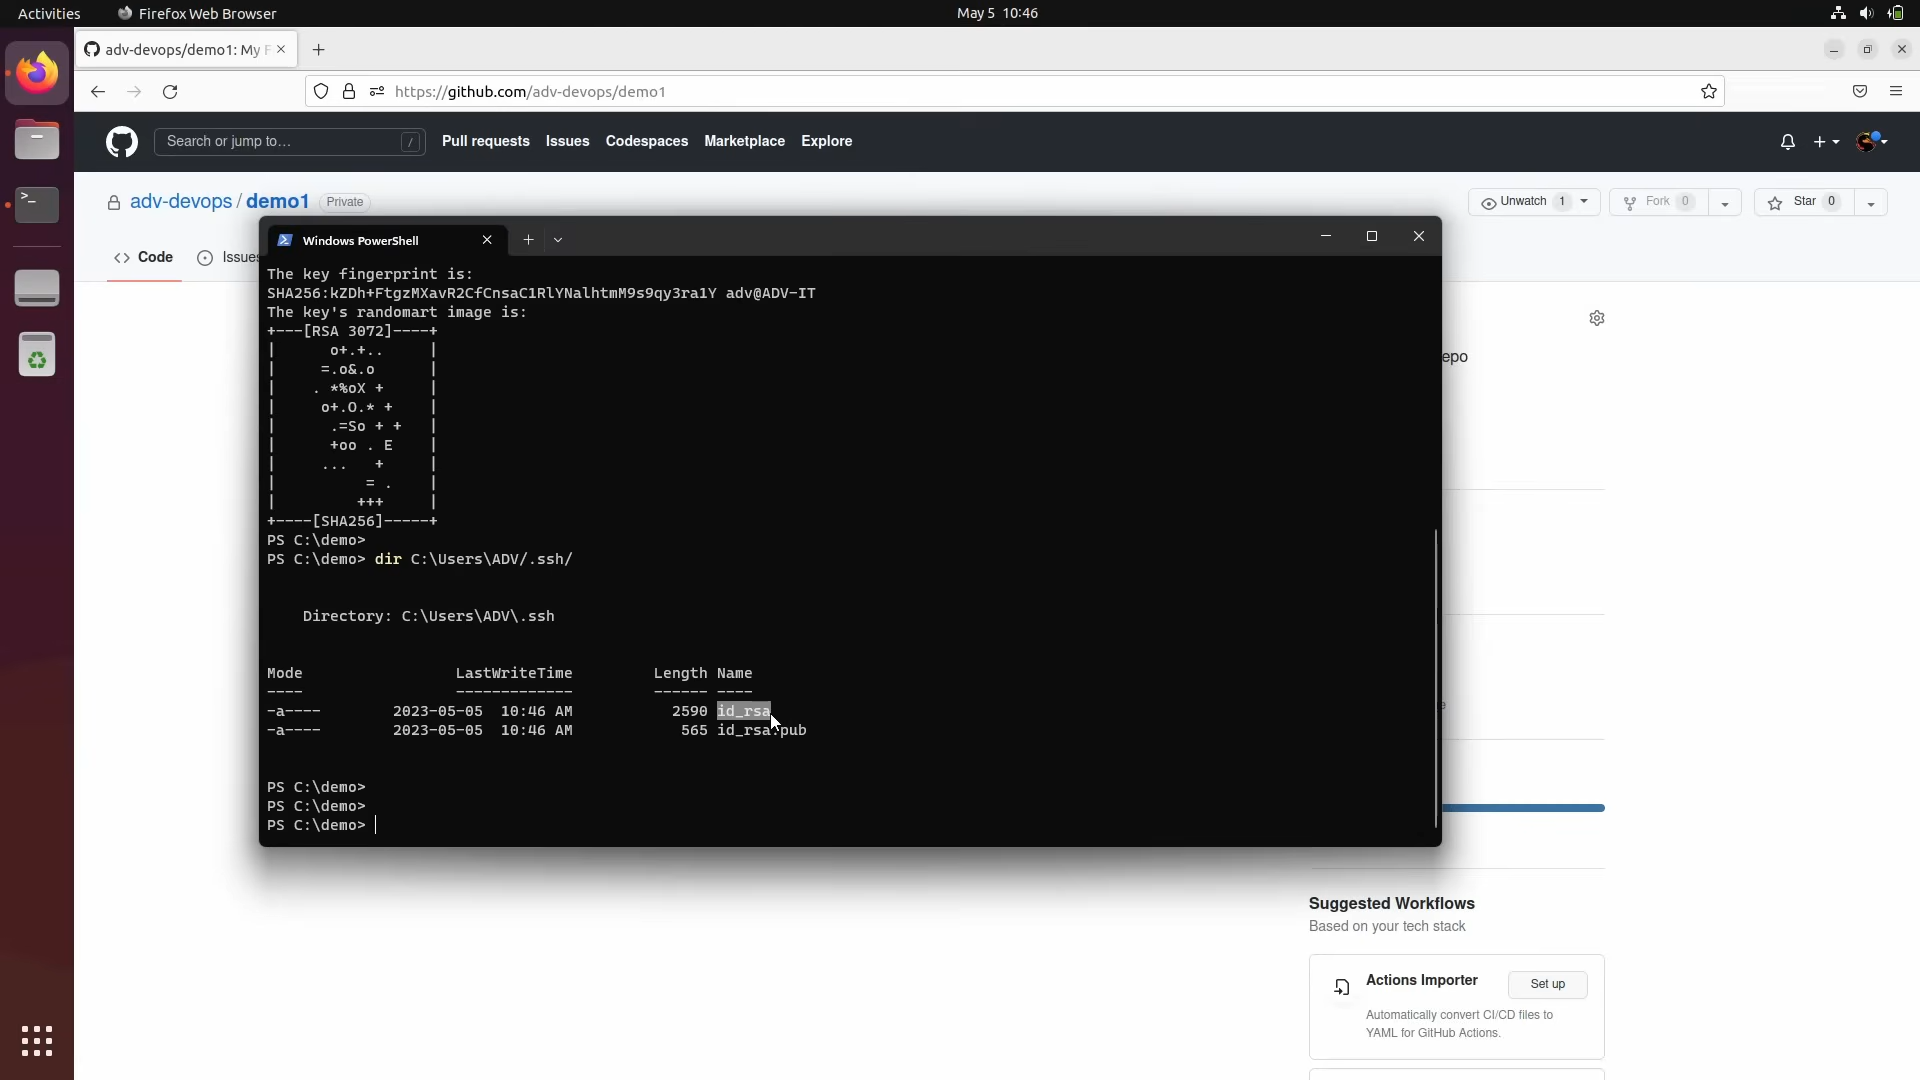 Activities Firefox Web Browser May 5 10:46
adv-devops/demo1: My F
https://github.com/adv-devops/demo1
Search or jump to… / Pull requests Issues Codespaces Marketplace Explore
adv-devops / demo1 Private Unwatch 1 Fork 0 Star 0
Code Issues
Windows PowerShell
The key fingerprint is:
SHA256:kZDh+FtgzMXavR2CfCnsaC1RlYNalhtmM9s9qy3ra1Y adv@ADV-IT
The key's randomart image is:
+---[RSA 3072]----+
|      o+.+..     |
|     =.o&.o      |
|    . *%oX +     |
|     o+.O.* +    |
|      .=So + +   |
|      +oo . E    |
|     ...   +     |
|          = .    |
|         +++     |
+----[SHA256]-----+
PS C:\demo>
PS C:\demo> dir C:\Users\ADV/.ssh/
Directory: C:\Users\ADV\.ssh
Mode LastWriteTime Length Name
---- ------------- ------ ----
-a---- 2023-05-05 10:46 AM 2590 id_rsa
-a---- 2023-05-05 10:46 AM 565 id_rsa.pub
PS C:\demo>
PS C:\demo>
PS C:\demo>
epo
Suggested Workflows
Based on your tech stack
Actions Importer Set up
Automatically convert CI/CD files to
YAML for GitHub Actions.